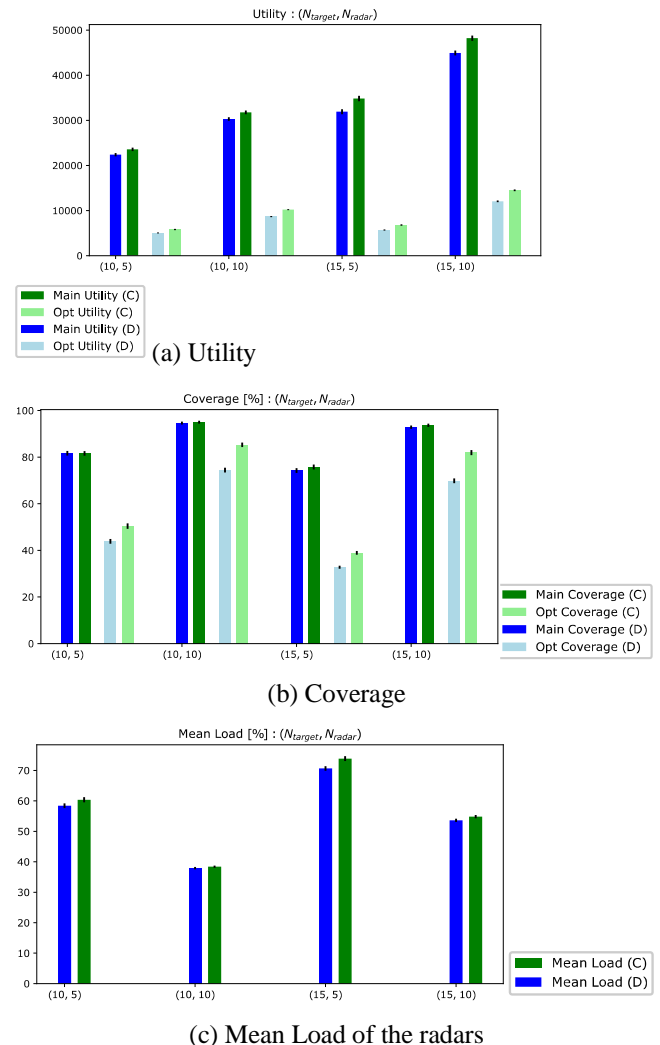 Utility : (N_target, N_radar)
50000
40000
30000
20000
10000
0
(10, 5) (10, 10) (15, 5) (15, 10)
Main Utility (C)
Opt Utility (C)
Main Utility (D)
Opt Utility (D)
(a) Utility
Coverage [%] : (N_target, N_radar)
100
80
60
40
20
0
(10, 5) (10, 10) (15, 5) (15, 10)
Main Coverage (C)
Opt Coverage (C)
Main Coverage (D)
Opt Coverage (D)
(b) Coverage
Mean Load [%] : (N_target, N_radar)
70
60
50
40
30
20
10
0
(10, 5) (10, 10) (15, 5) (15, 10)
Mean Load (C)
Mean Load (D)
(c) Mean Load of the radars